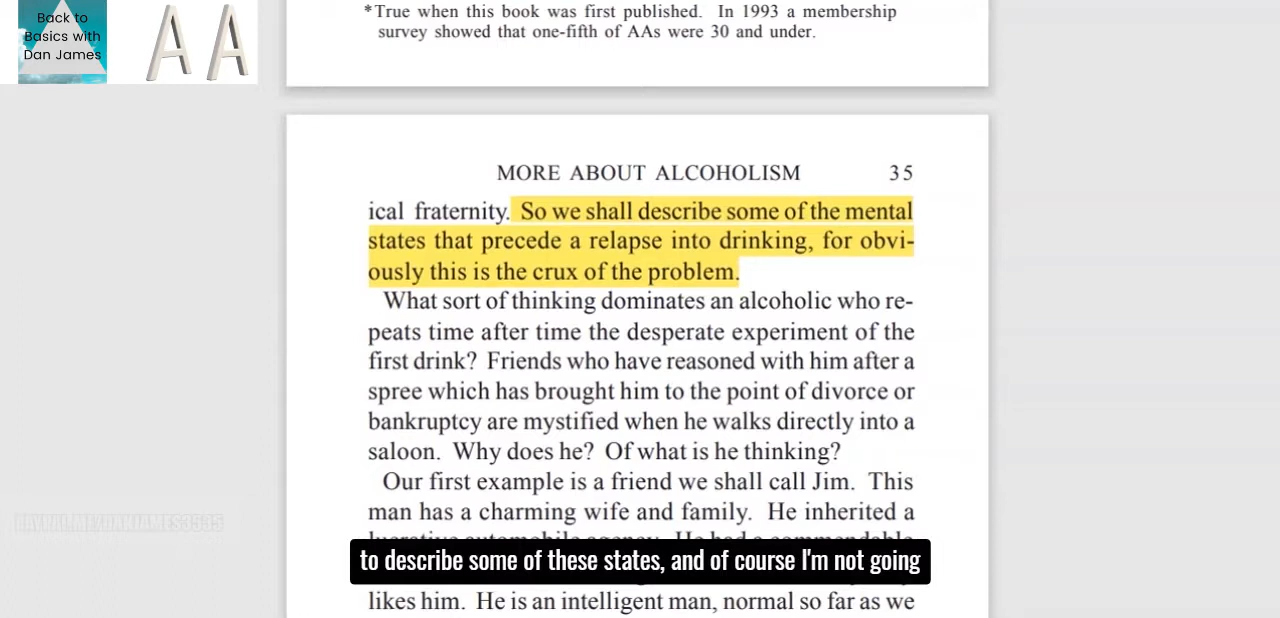 Back to
Basics with
Dan James
A A
*True when this book was first published. In 1993 a membership
survey showed that one-fifth of AAs were 30 and under.
MORE ABOUT ALCOHOLISM 35
ical fraternity. So we shall describe some of the mental
states that precede a relapse into drinking, for obvi-
ously this is the crux of the problem.
What sort of thinking dominates an alcoholic who re-
peats time after time the desperate experiment of the
first drink? Friends who have reasoned with him after a
spree which has brought him to the point of divorce or
bankruptcy are mystified when he walks directly into a
saloon. Why does he? Of what is he thinking?
Our first example is a friend we shall call Jim. This
man has a charming wife and family. He inherited a
lucrative automobile agency. He had a commendable
to describe some of these states, and of course I'm not going
likes him. He is an intelligent man, normal so far as we